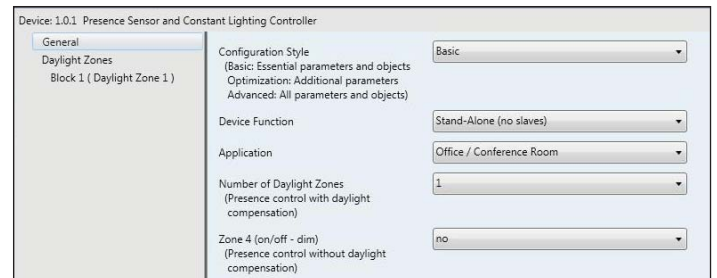 Device: 1.0.1 Presence Sensor and Constant Lighting Controller
General
Daylight Zones
Block 1 ( Daylight Zone 1 )
Configuration Style
(Basic: Essential parameters and objects
Optimization: Additional parameters
Advanced: All parameters and objects)
Basic
Device Function
Stand-Alone (no slaves)
Application
Office / Conference Room
Number of Daylight Zones
(Presence control with daylight
compensation)
1
Zone 4 (on/off - dim)
(Presence control without daylight
compensation)
no